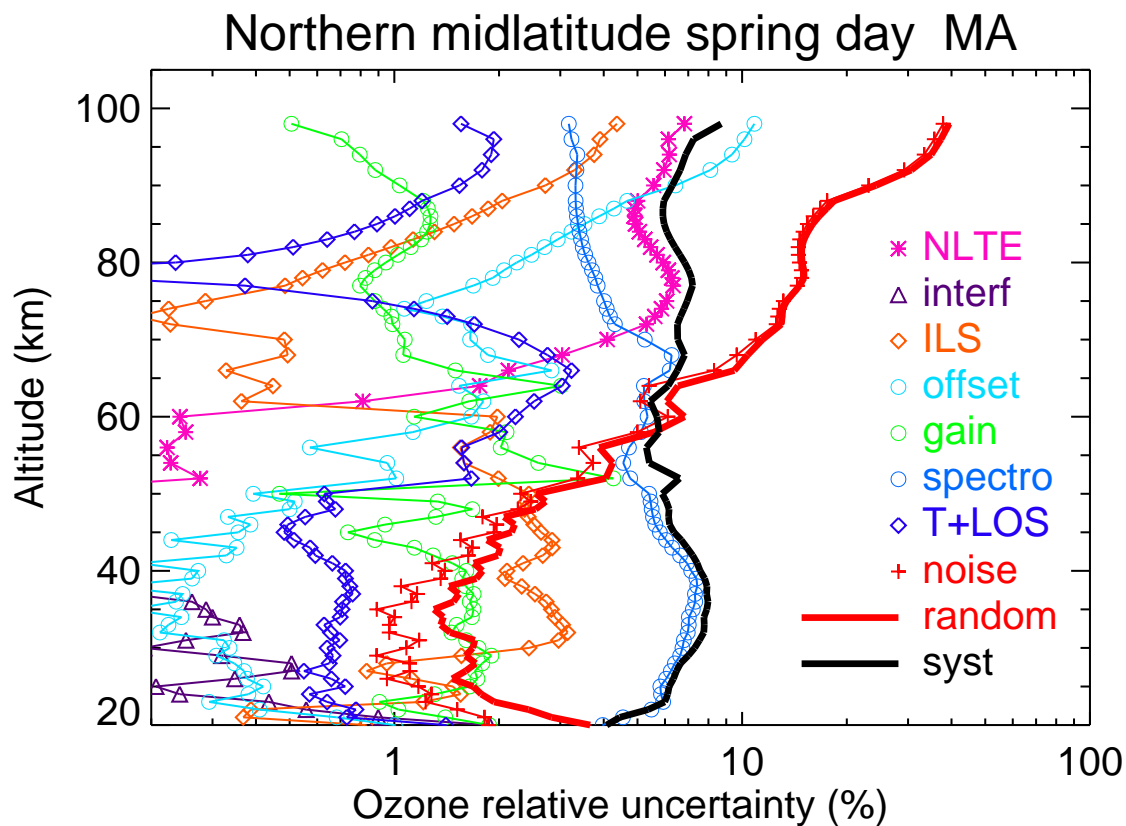 Northern midlatitude spring day MA
100
80
60
40
20
Altitude (km)
NLTE
interf
ILS
offset
gain
spectro
T+LOS
noise
random
syst
1
10
100
Ozone relative uncertainty (%)